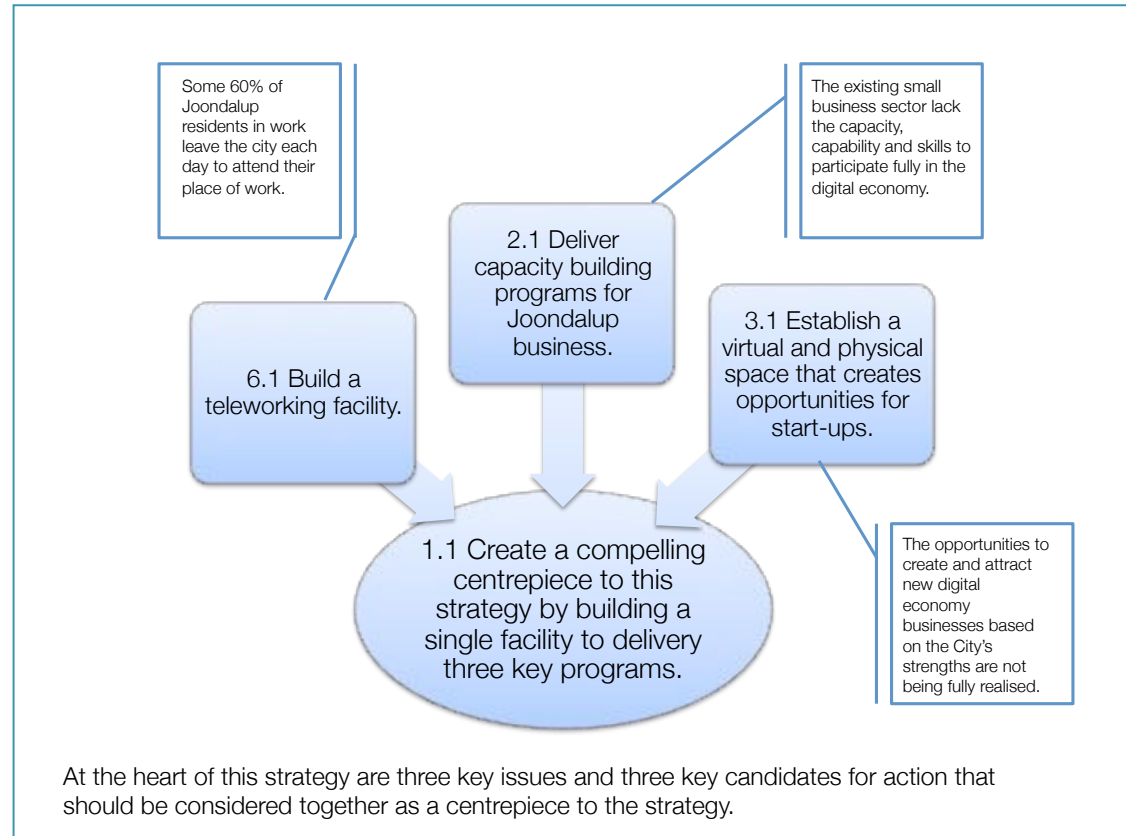 Some 60% of
Joondalup
residents in work
leave the city each
day to attend their
place of work.
The existing small
business sector lack
the capacity,
capability and skills to
participate fully in the
digital economy.
2.1 Deliver
capacity building
programs for
Joondalup
business.
6.1 Build a
teleworking facility.
3.1 Establish a
virtual and physical
space that creates
opportunities for
start-ups.
1.1 Create a compelling
centrepiece to this
strategy by building a
single facility to delivery
three key programs.
The opportunities to
create and attract
new digital
economy
businesses based
on the City’s
strengths are not
being fully realised.
At the heart of this strategy are three key issues and three key candidates for action that
should be considered together as a centrepiece to the strategy.